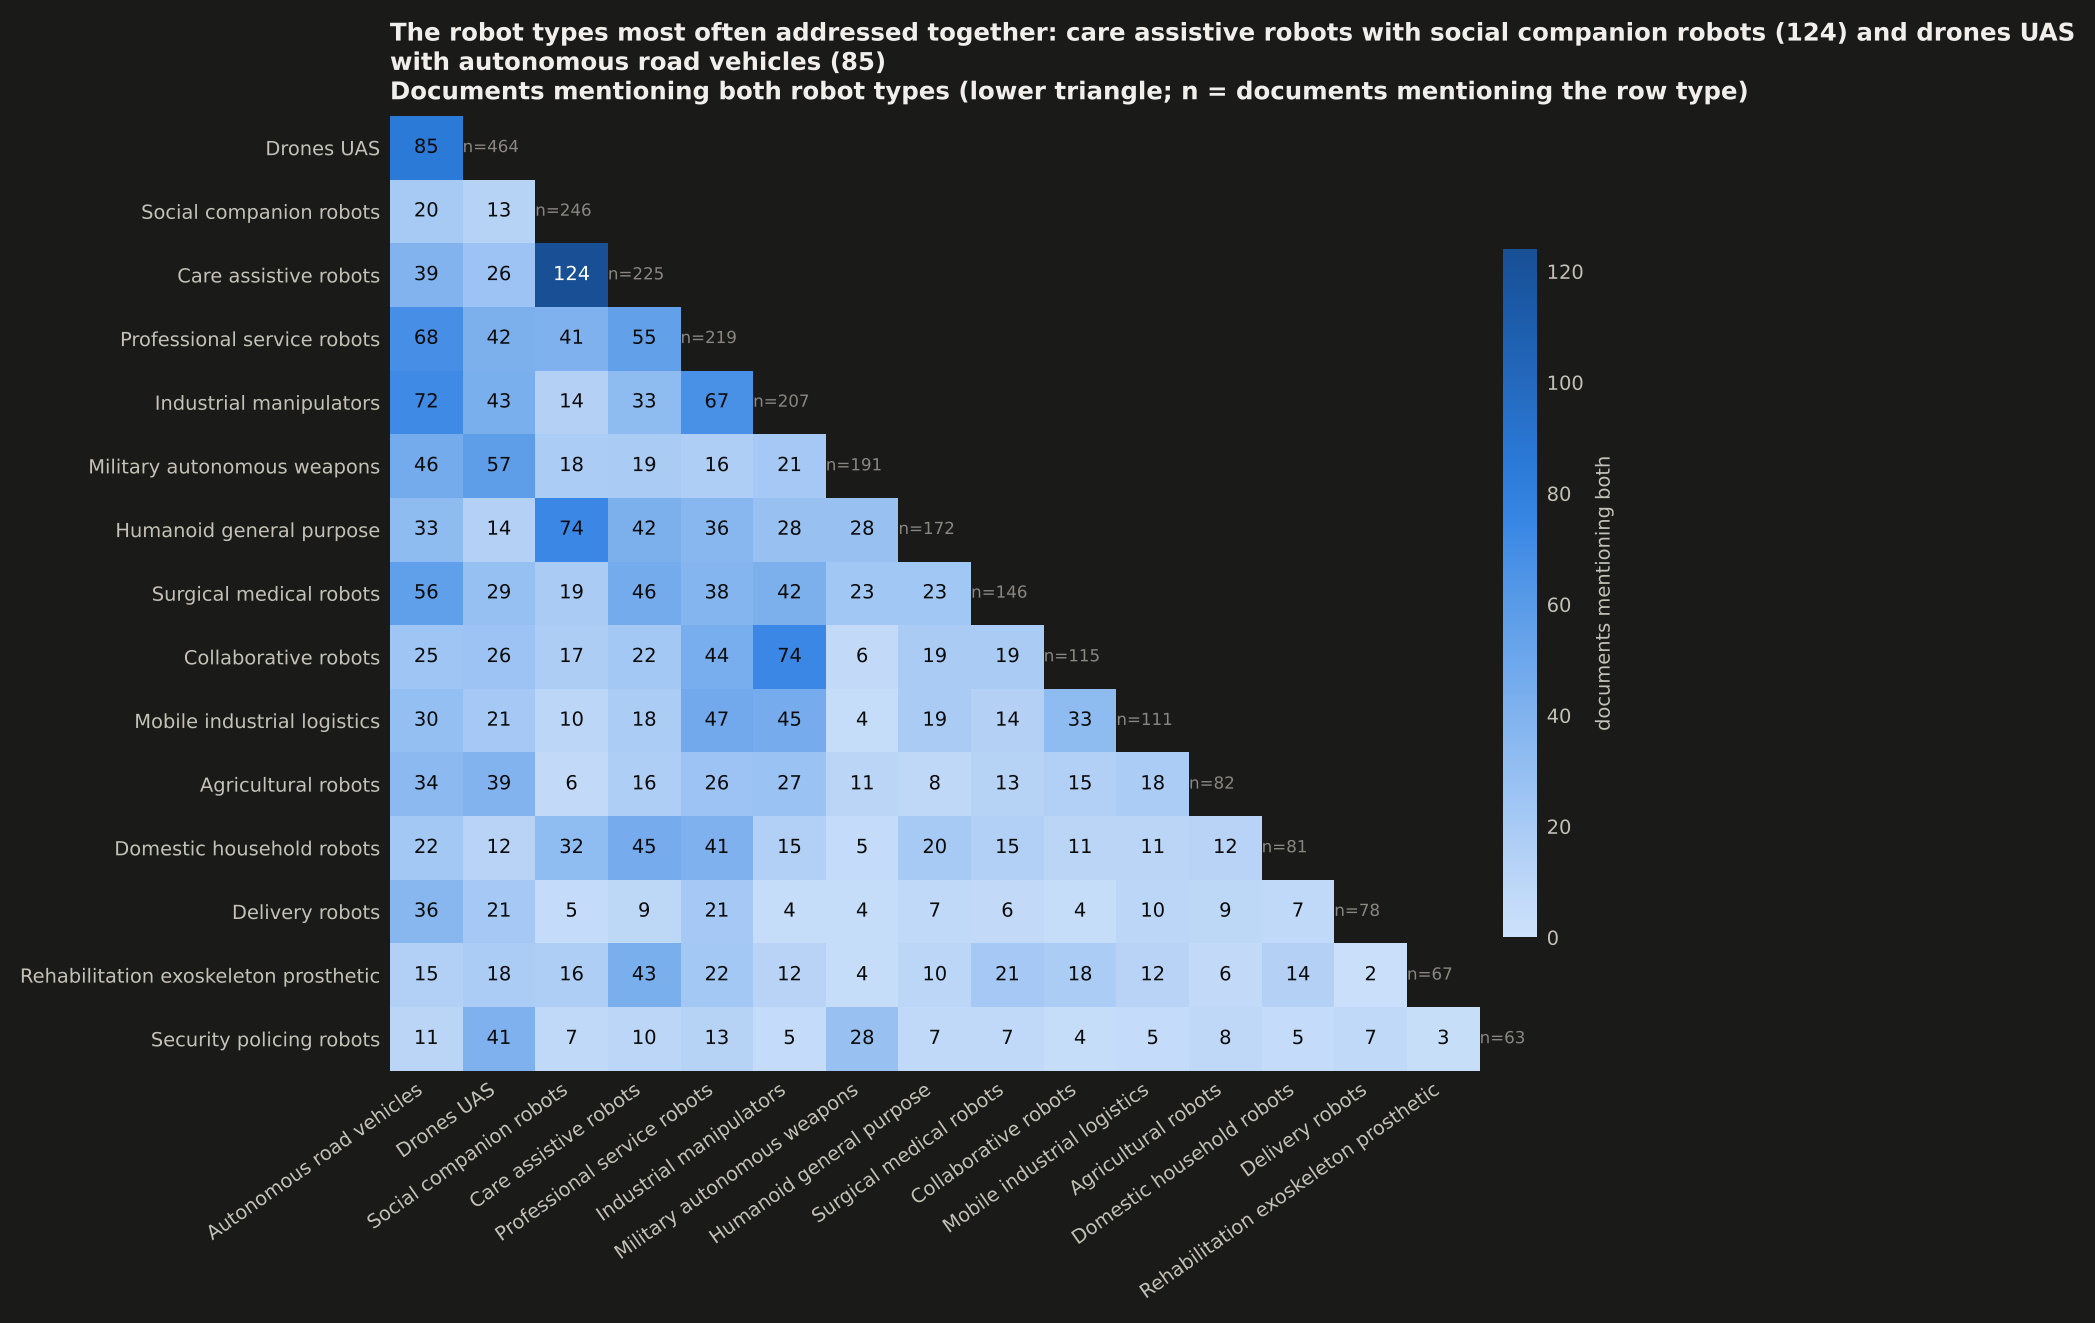 The robot types most often addressed together: care assistive robots with social companion robots (124) and drones UAS
with autonomous road vehicles (85)
Documents mentioning both robot types (lower triangle; n = documents mentioning the row type)
Drones UAS 85 n=464
Social companion robots 20 13 n=246
Care assistive robots 39 26 124 n=225
Professional service robots 68 42 41 55 n=219
Industrial manipulators 72 43 14 33 67 n=207
Military autonomous weapons 46 57 18 19 16 21 n=191
Humanoid general purpose 33 14 74 42 36 28 28 n=172
Surgical medical robots 56 29 19 46 38 42 23 23 n=146
Collaborative robots 25 26 17 22 44 74 6 19 19 n=115
Mobile industrial logistics 30 21 10 18 47 45 4 19 14 33 n=111
Agricultural robots 34 39 6 16 26 27 11 8 13 15 18 n=82
Domestic household robots 22 12 32 45 41 15 5 20 15 11 11 12 n=81
Delivery robots 36 21 5 9 21 4 4 7 6 4 10 9 7 n=78
Rehabilitation exoskeleton prosthetic 15 18 16 43 22 12 4 10 21 18 12 6 14 2 n=67
Security policing robots 11 41 7 10 13 5 28 7 7 4 5 8 5 7 3 n=63
Autonomous road vehicles
Drones UAS
Social companion robots
Care assistive robots
Professional service robots
Industrial manipulators
Military autonomous weapons
Humanoid general purpose
Surgical medical robots
Collaborative robots
Mobile industrial logistics
Agricultural robots
Domestic household robots
Delivery robots
Rehabilitation exoskeleton prosthetic
120
100
80
60
40
20
0
documents mentioning both